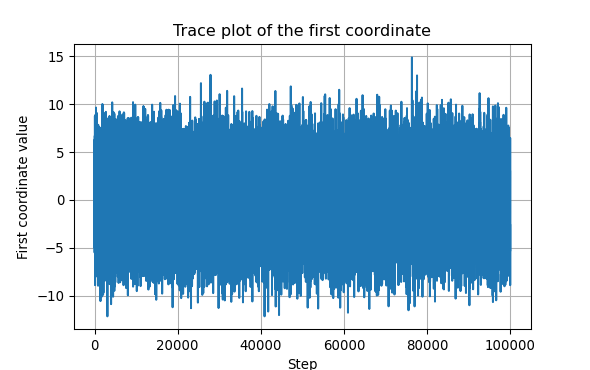 Trace plot of the first coordinate
15
10
5
0
−5
−10
First coordinate value
0 20000 40000 60000 80000 100000
Step